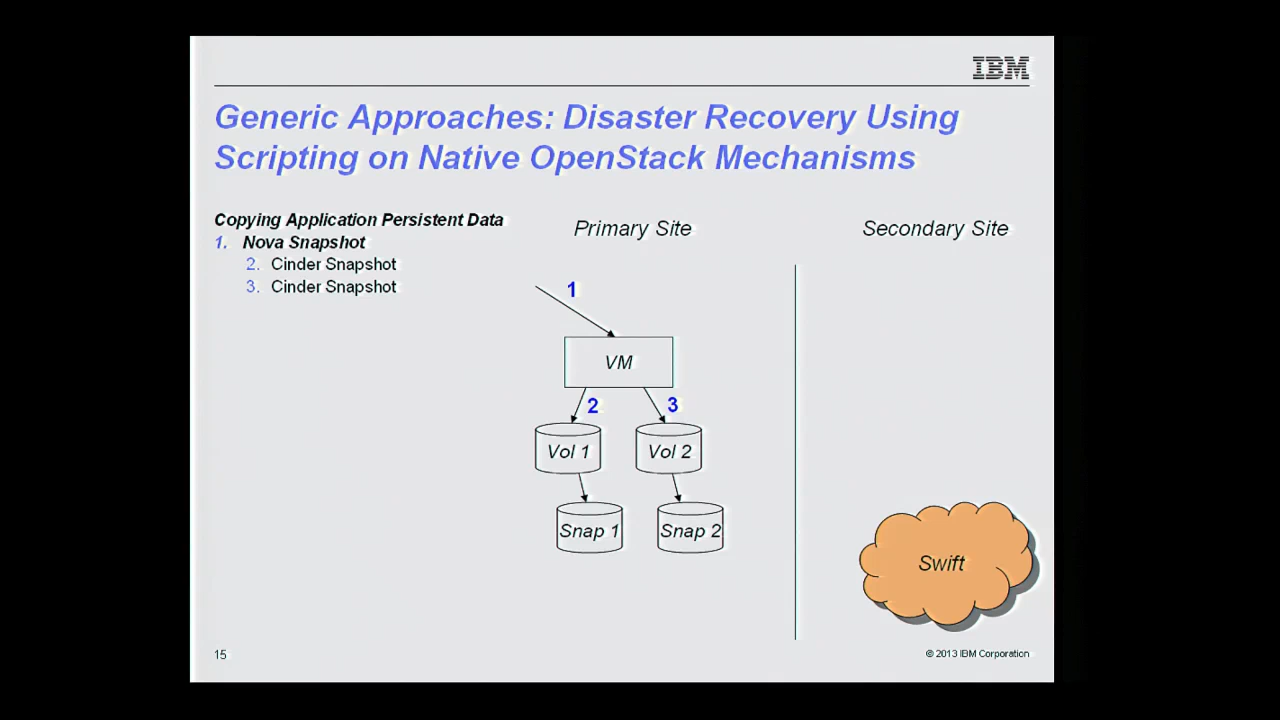 IBM
Generic Approaches: Disaster Recovery Using
Scripting on Native OpenStack Mechanisms
Copying Application Persistent Data
1. Nova Snapshot
2. Cinder Snapshot
3. Cinder Snapshot
Primary Site
Secondary Site
1
VM
2
3
Vol 1
Vol 2
Snap 1
Snap 2
Swift
15
© 2013 IBM Corporation